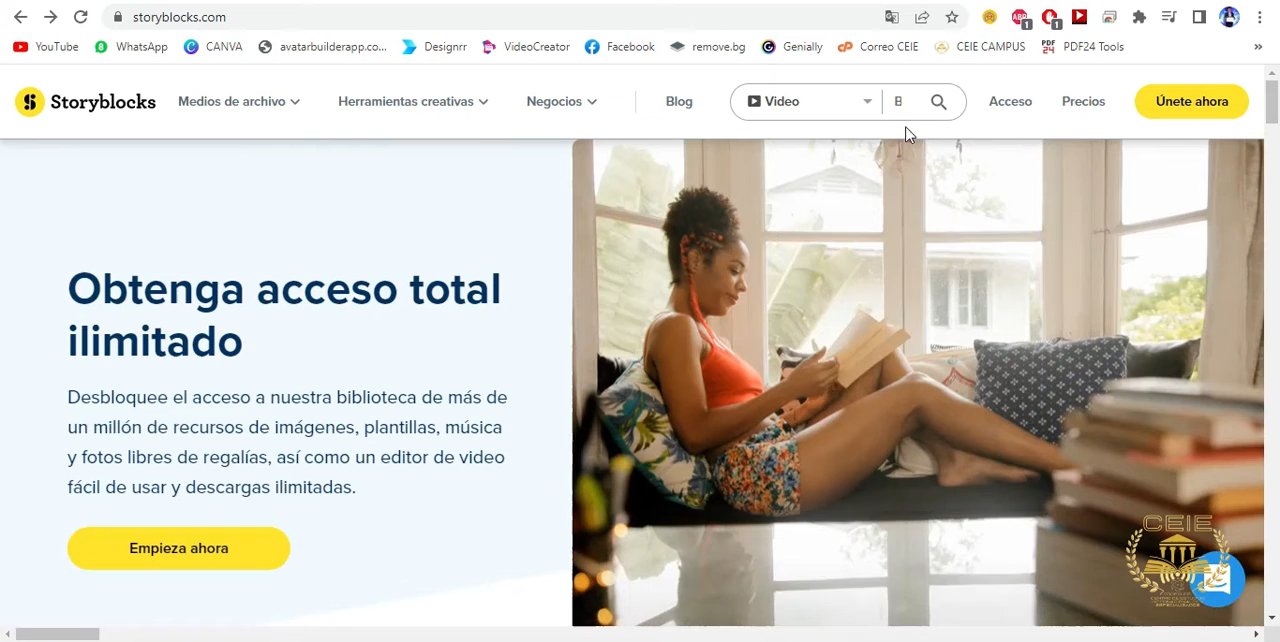 storyblocks.com
ABP 1 1
YouTube WhatsApp CANVA avatarbuilderapp.co... Designrr VideoCreator Facebook remove.bg Genially Correo CEIE CEIE CAMPUS PDF24 Tools »
Storyblocks Medios de archivo Herramientas creativas Negocios Blog Video B Acceso Precios Únete ahora
Obtenga acceso total
ilimitado
Desbloquee el acceso a nuestra biblioteca de más de
un millón de recursos de imágenes, plantillas, música
y fotos libres de regalías, así como un editor de video
fácil de usar y descargas ilimitadas.
Empieza ahora
CEIE